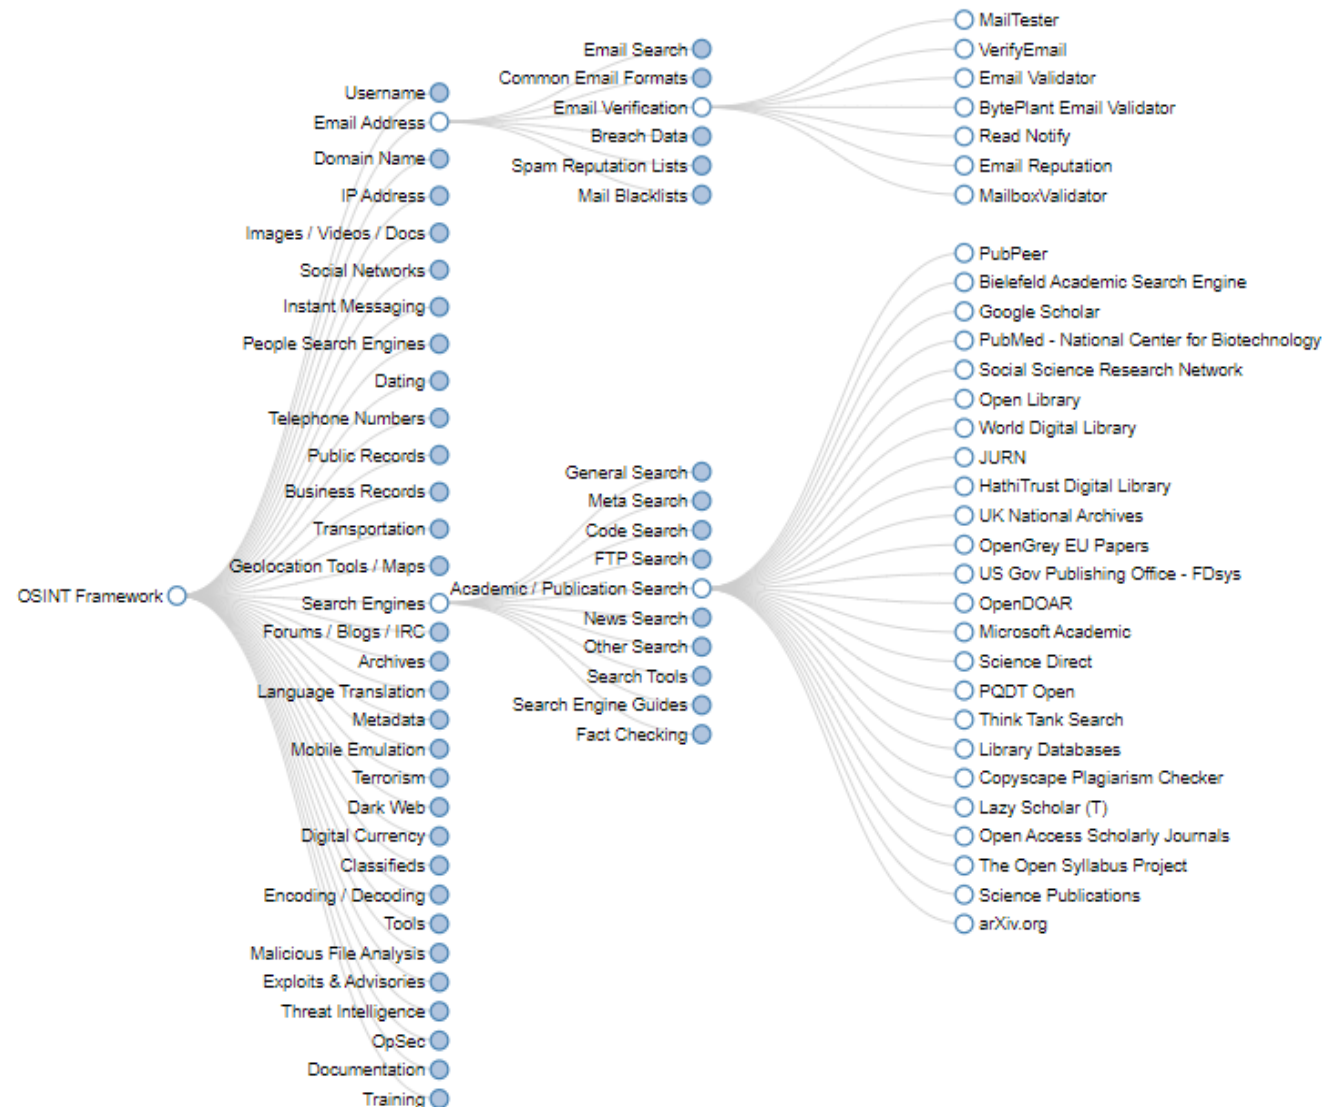 OSINT Framework
Username
Email Address
Domain Name
IP Address
Images / Videos / Docs
Social Networks
Instant Messaging
People Search Engines
Dating
Telephone Numbers
Public Records
Business Records
Transportation
Geolocation Tools / Maps
Search Engines
Forums / Blogs / IRC
Archives
Language Translation
Metadata
Mobile Emulation
Terrorism
Dark Web
Digital Currency
Classifieds
Encoding / Decoding
Tools
Malicious File Analysis
Exploits & Advisories
Threat Intelligence
OpSec
Documentation
Training
Email Search
Common Email Formats
Email Verification
Breach Data
Spam Reputation Lists
Mail Blacklists
General Search
Meta Search
Code Search
FTP Search
Academic / Publication Search
News Search
Other Search
Search Tools
Search Engine Guides
Fact Checking
MailTester
VerifyEmail
Email Validator
BytePlant Email Validator
Read Notify
Email Reputation
MailboxValidator
PubPeer
Bielefeld Academic Search Engine
Google Scholar
PubMed - National Center for Biotechnology
Social Science Research Network
Open Library
World Digital Library
JURN
HathiTrust Digital Library
UK National Archives
OpenGrey EU Papers
US Gov Publishing Office - FDsys
OpenDOAR
Microsoft Academic
Science Direct
PQDT Open
Think Tank Search
Library Databases
Copyscape Plagiarism Checker
Lazy Scholar (T)
Open Access Scholarly Journals
The Open Syllabus Project
Science Publications
arXiv.org